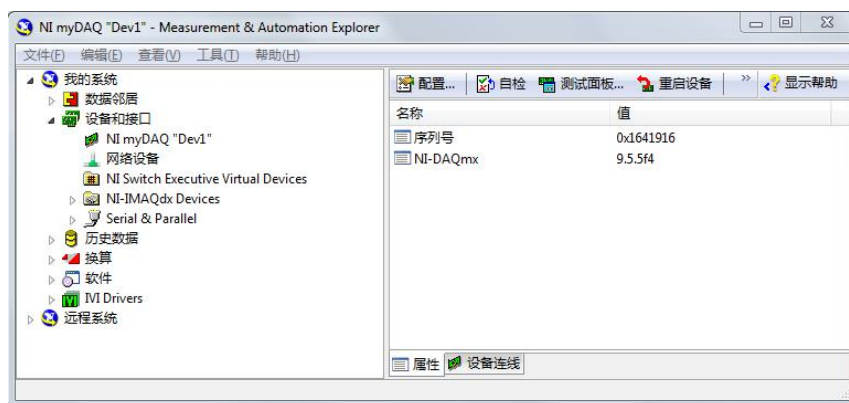 NI myDAQ "Dev1" - Measurement & Automation Explorer
文件(F) 编辑(E) 查看(V) 工具(T) 帮助(H)
我的系统
数据邻居
设备和接口
NI myDAQ "Dev1"
网络设备
NI Switch Executive Virtual Devices
NI-IMAQdx Devices
Serial & Parallel
历史数据
换算
软件
IVI Drivers
远程系统
配置... 自检 测试面板... 重启设备 » 显示帮助
名称 值
序列号 0x1641916
NI-DAQmx 9.5.5f4
属性 设备连线